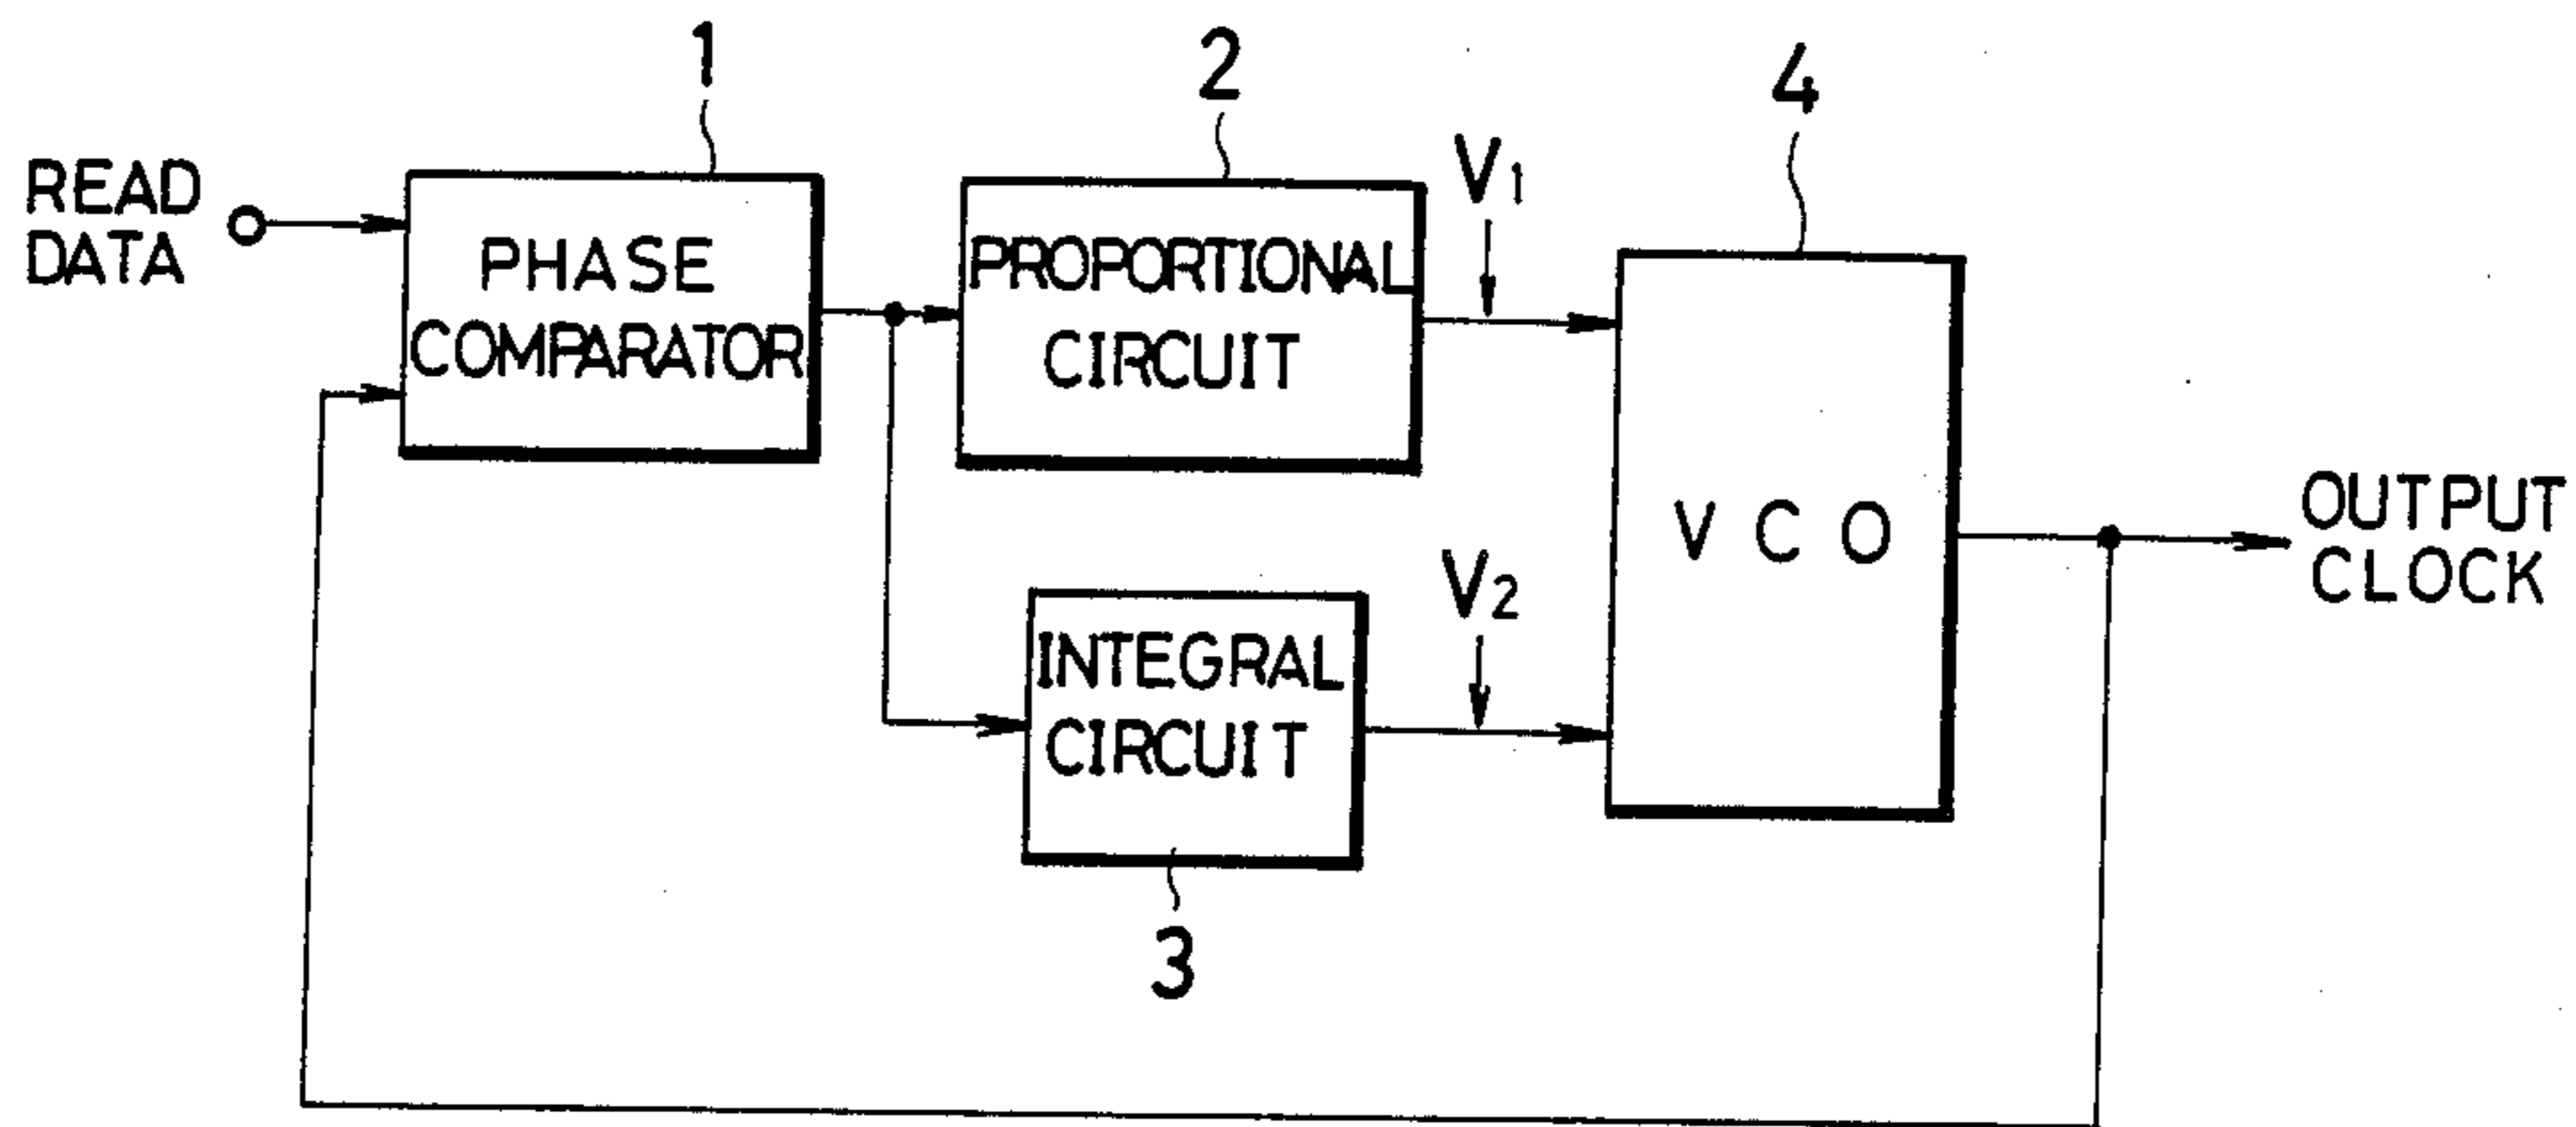 1
2
4
READ
DATA
PHASE
COMPARATOR
PROPORTIONAL
CIRCUIT
V1
VCO
OUTPUT
CLOCK
V2
INTEGRAL
CIRCUIT
3